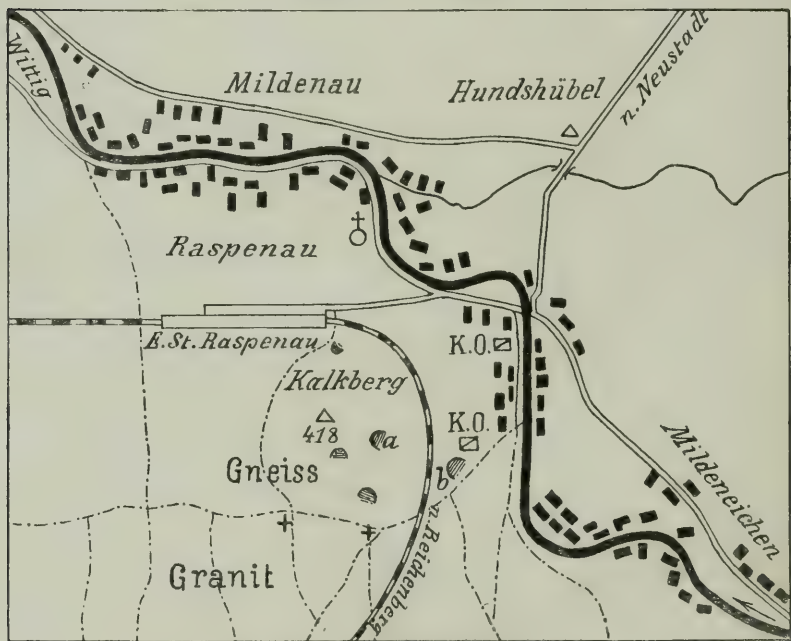 Wittig
Mildenau
Hundshübel
n. Neustadt
Raspenau
E. St. Raspenau
K.O.
Kalkberg
418
a
K.O.
Gneiss
b
Mildeneichen
n. Reichenberg
Granit